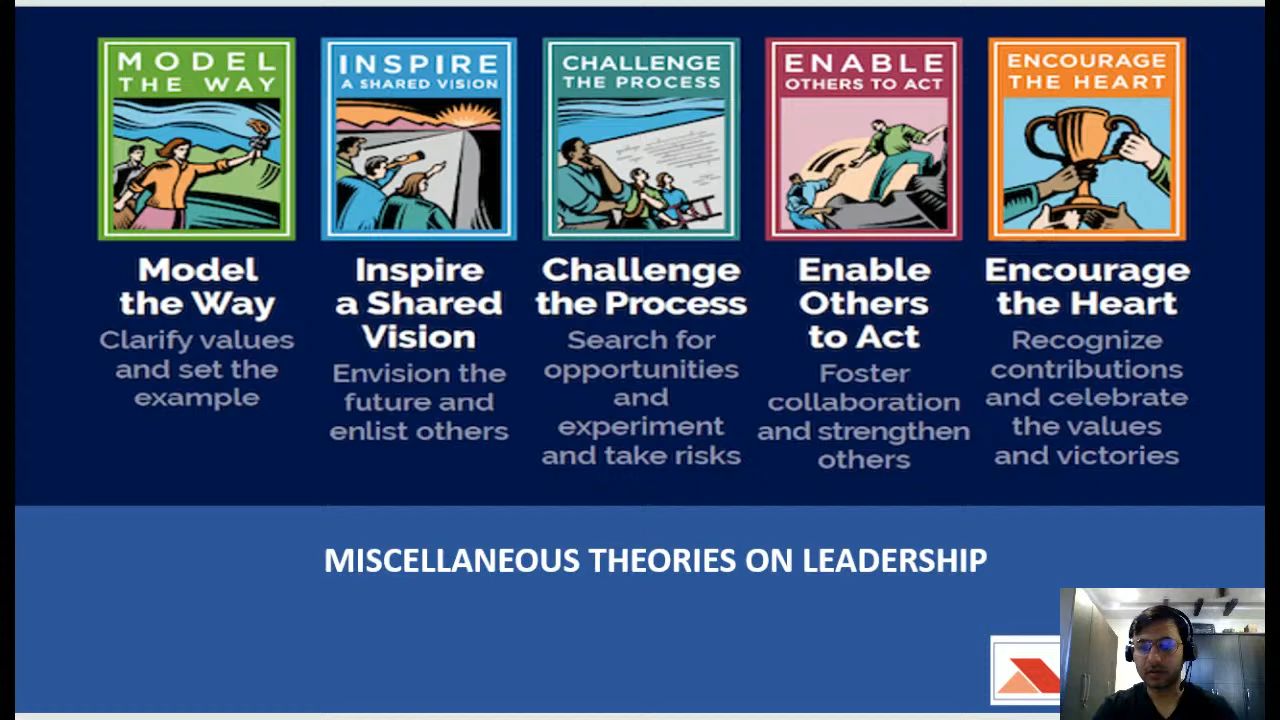 MODEL
THE WAY
INSPIRE
A SHARED VISION
CHALLENGE
THE PROCESS
ENABLE
OTHERS TO ACT
ENCOURAGE
THE HEART
Model
the Way
Clarify values
and set the
example
Inspire
a Shared
Vision
Envision the
future and
enlist others
Challenge
the Process
Search for
opportunities
and
experiment
and take risks
Enable
Others
to Act
Foster
collaboration
and strengthen
others
Encourage
the Heart
Recognize
contributions
and celebrate
the values
and victories
MISCELLANEOUS THEORIES ON LEADERSHIP